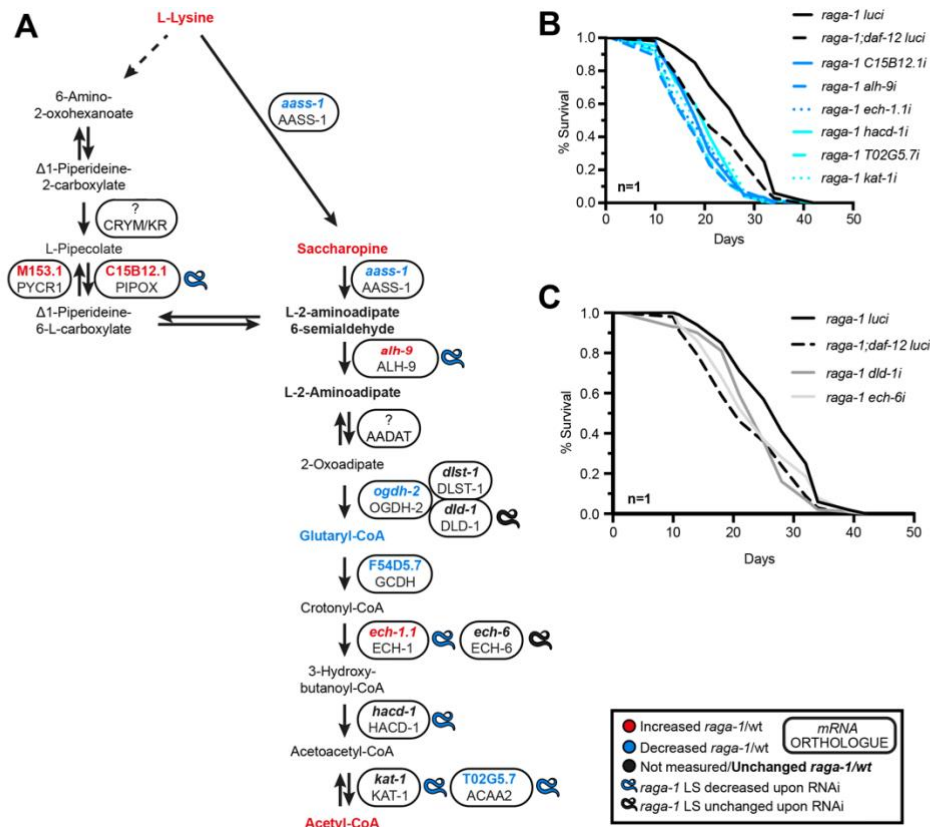 A
L-Lysine
6-Amino-
2-oxohexanoate
aass-1
AASS-1
Δ1-Piperideine-
2-carboxylate
?
CRYM/KR
L-Pipecolate
M153.1
PYCR1
C15B12.1
PIPOX
Δ1-Piperideine-
6-L-carboxylate
Saccharopine
aass-1
AASS-1
L-2-aminoadipate
6-semialdehyde
alh-9
ALH-9
L-2-Aminoadipate
?
AADAT
2-Oxoadipate
ogdh-2
OGDH-2
dlst-1
DLST-1
dld-1
DLD-1
Glutaryl-CoA
F54D5.7
GCDH
Crotonyl-CoA
ech-1.1
ECH-1
ech-6
ECH-6
3-Hydroxy-
butanoyl-CoA
hacd-1
HACD-1
Acetoacetyl-CoA
kat-1
KAT-1
T02G5.7
ACAA2
Acetyl-CoA
B
% Survival
1.0
0.8
0.6
0.4
0.2
0.0
n=1
0 10 20 30 40 50
Days
raga-1 luci
raga-1;daf-12 luci
raga-1 C15B12.1i
raga-1 alh-9i
raga-1 ech-1.1i
raga-1 hacd-1i
raga-1 T02G5.7i
raga-1 kat-1i
C
% Survival
1.0
0.8
0.6
0.4
0.2
0.0
n=1
0 10 20 30 40 50
Days
raga-1 luci
raga-1;daf-12 luci
raga-1 dld-1i
raga-1 ech-6i
Increased raga-1/wt
Decreased raga-1/wt
Not measured/Unchanged raga-1/wt
raga-1 LS decreased upon RNAi
raga-1 LS unchanged upon RNAi
mRNA
ORTHOLOGUE